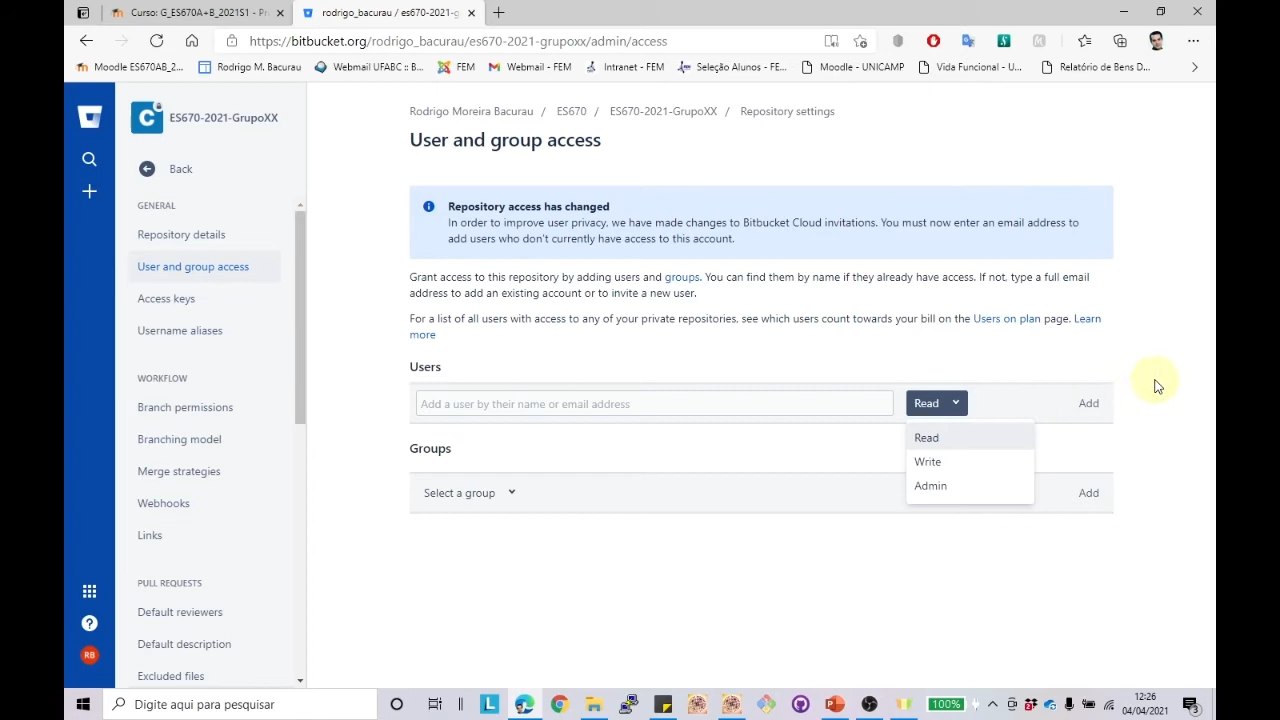 Curso: G_ES670A+B_2021S1 - Pr
rodrigo_bacurau / es670-2021-g
https://bitbucket.org/rodrigo_bacurau/es670-2021-grupoxx/admin/access
Moodle ES670AB_2...
Rodrigo M. Bacurau
Webmail UFABC :: B...
FEM
Webmail - FEM
Intranet - FEM
Seleção Alunos - FE...
Moodle - UNICAMP
Vida Funcional - U...
Relatório de Bens D...
C
ES670-2021-GrupoXX
Back
GENERAL
Repository details
User and group access
Access keys
Username aliases
WORKFLOW
Branch permissions
Branching model
Merge strategies
Webhooks
Links
PULL REQUESTS
Default reviewers
Default description
Excluded files
RB
Rodrigo Moreira Bacurau / ES670 / ES670-2021-GrupoXX / Repository settings
User and group access
Repository access has changed
In order to improve user privacy, we have made changes to Bitbucket Cloud invitations. You must now enter an email address to
add users who don't currently have access to this account.
Grant access to this repository by adding users and groups. You can find them by name if they already have access. If not, type a full email
address to add an existing account or to invite a new user.
For a list of all users with access to any of your private repositories, see which users count towards your bill on the Users on plan page. Learn
more
Users
Add a user by their name or email address
Read
Add
Read
Write
Admin
Groups
Select a group
Add
Digite aqui para pesquisar
L
100%
12:26
04/04/2021
3